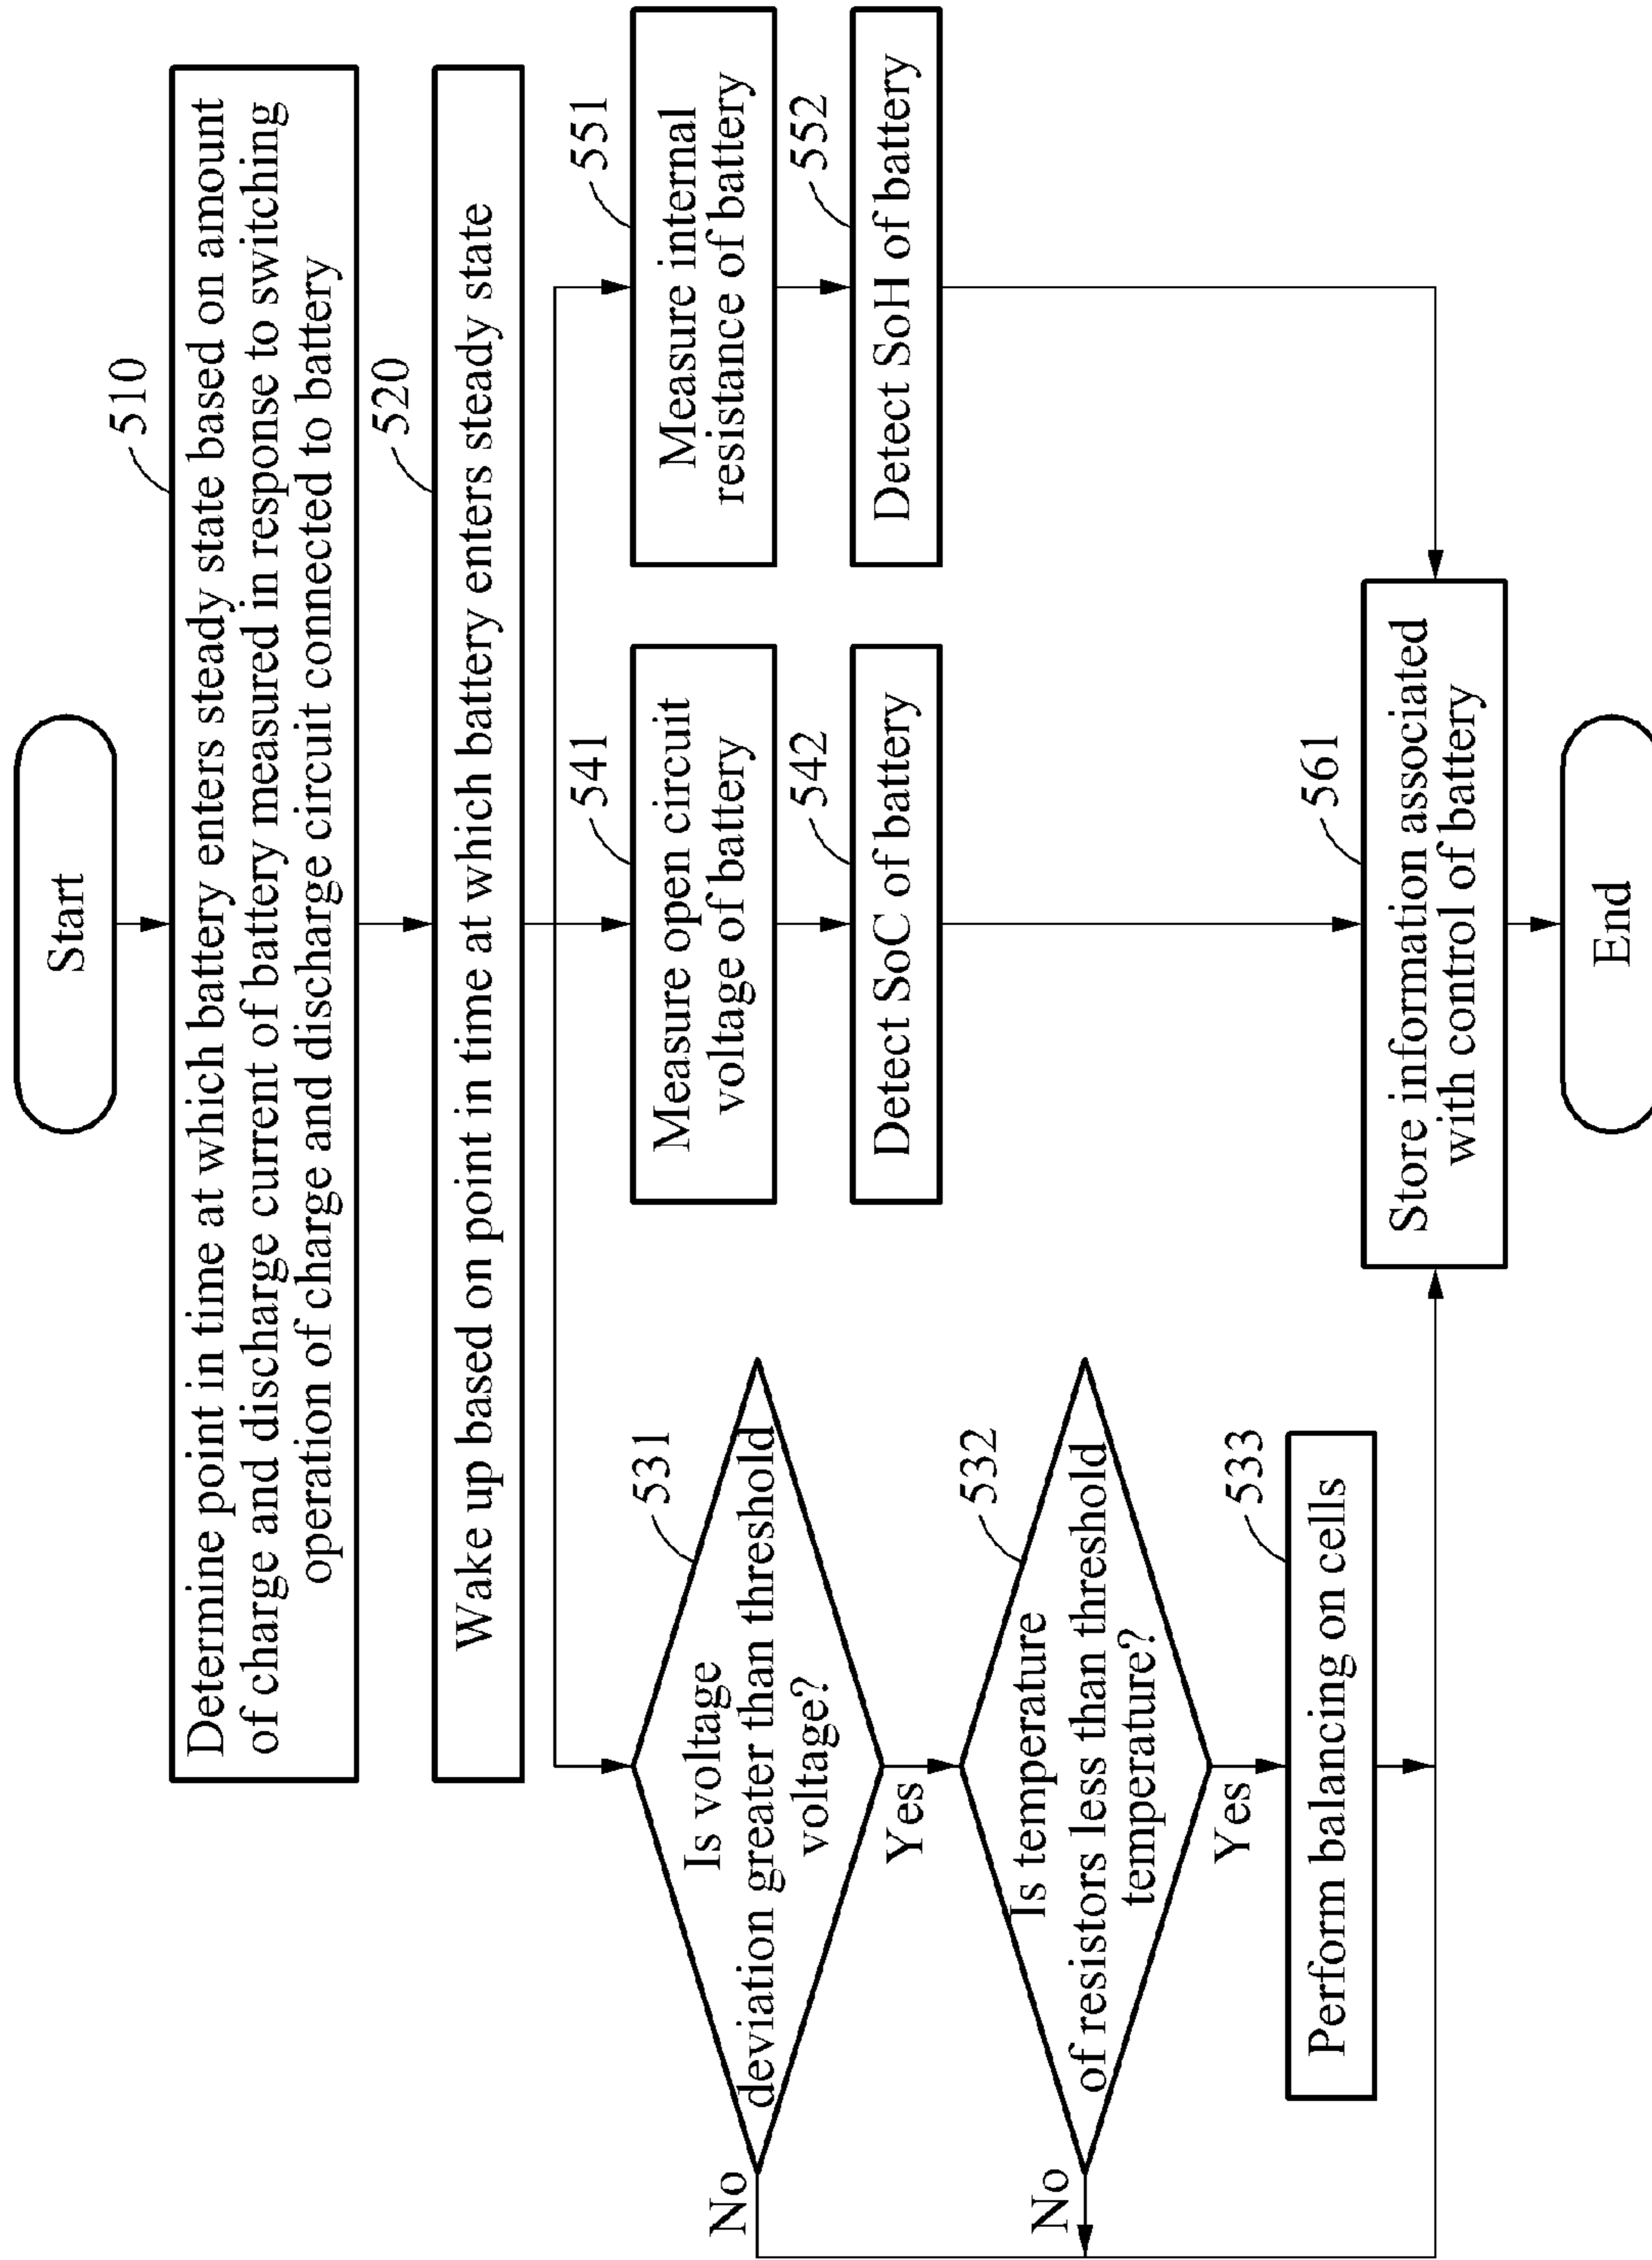 Start
510
Determine point in time at which battery enters steady state based on amount
of charge and discharge current of battery measured in response to switching
operation of charge and discharge circuit connected to battery
520
Wake up based on point in time at which battery enters steady state
531
Is voltage
deviation greater than threshold
voltage?
No
Yes
532
Is temperature
of resistors less than threshold
temperature?
No
Yes
533
Perform balancing on cells
541
Measure open circuit
voltage of battery
542
Detect SoC of battery
551
Measure internal
resistance of battery
552
Detect SoH of battery
561
Store information associated
with control of battery
End